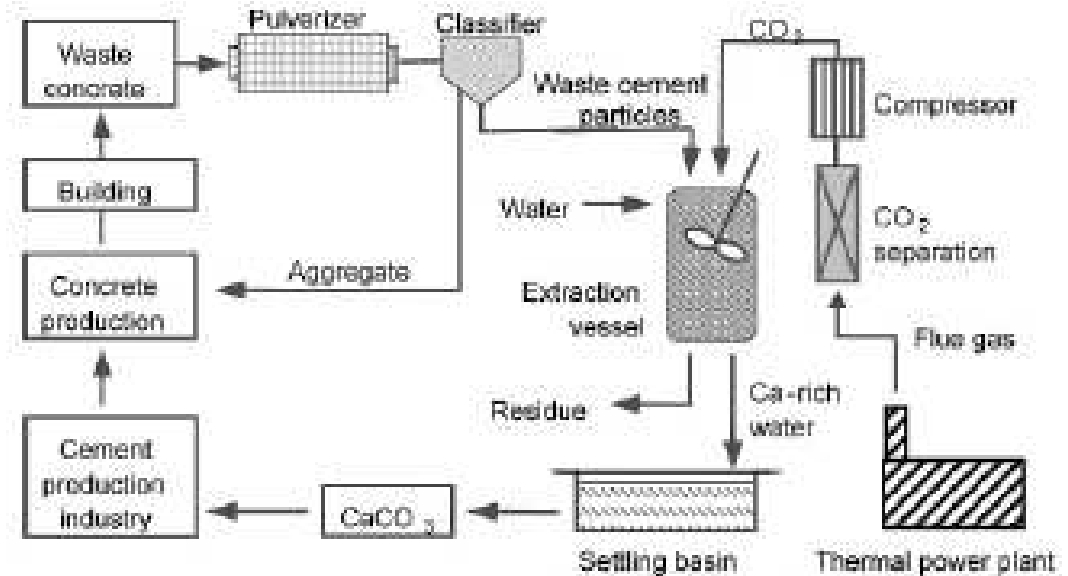 Pulverizer
Classifier
CO2
Waste
concrete
Waste cement
particles
Compressor
Building
Water
CO2
separation
Aggregate
Concrete
production
Extraction
vessel
Flue gas
Residue
Ca-rich
water
Cement
production
industry
CaCO3
Settling basin
Thermal power plant